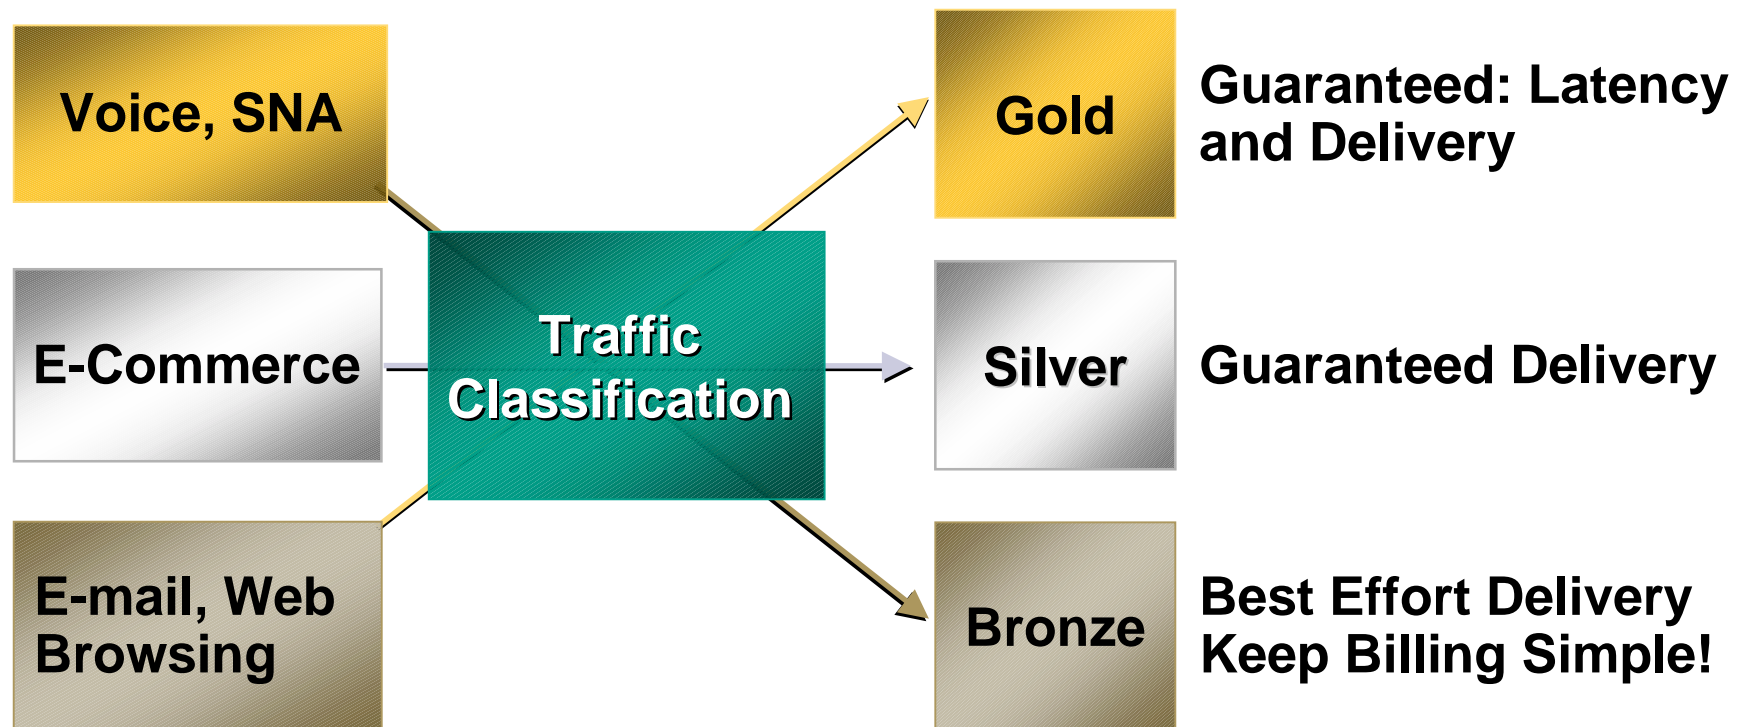 Voice, SNA
Gold
Guaranteed: Latency
and Delivery
E-Commerce
Traffic
Classification
Silver
Guaranteed Delivery
E-mail, Web
Browsing
Bronze
Best Effort Delivery
Keep Billing Simple!